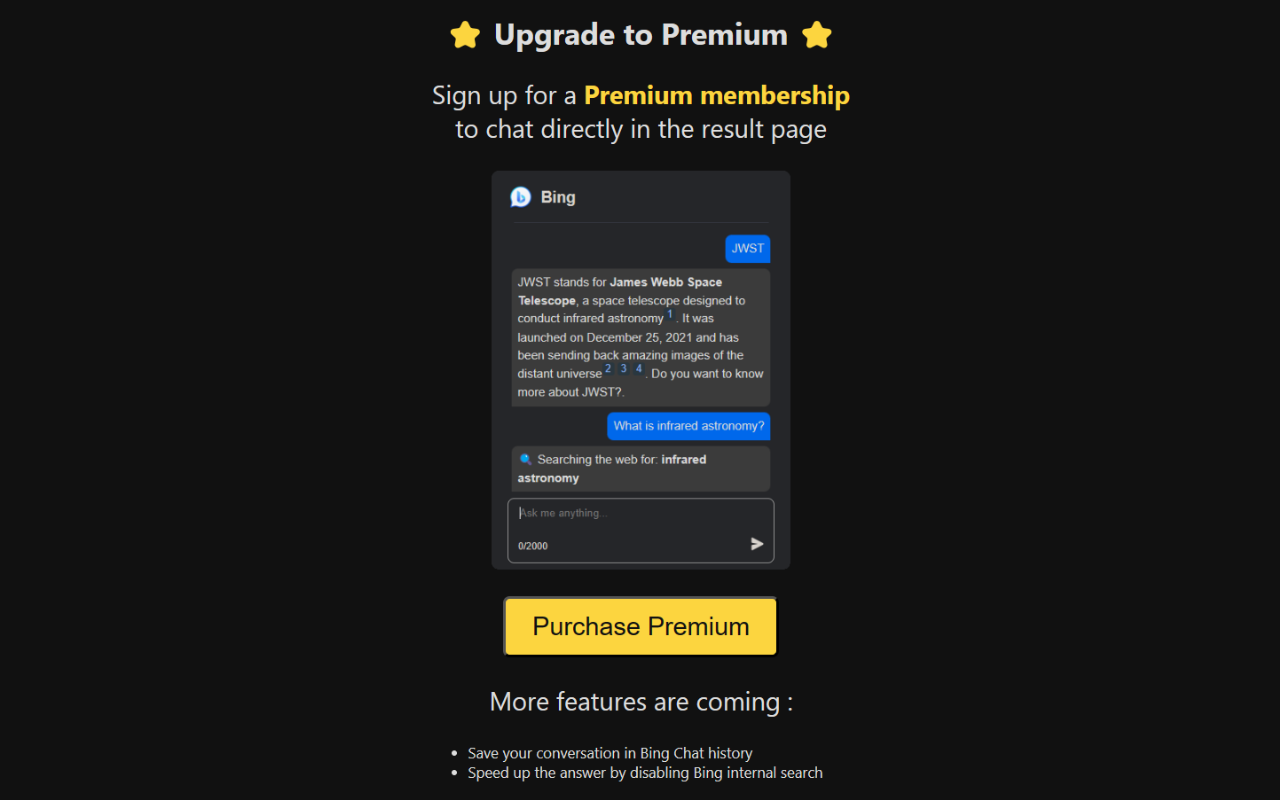 Upgrade to Premium
Sign up for a Premium membership
to chat directly in the result page
Bing
JWST
JWST stands for James Webb Space
Telescope, a space telescope designed to
conduct infrared astronomy 1 . It was
launched on December 25, 2021 and has
been sending back amazing images of the
distant universe 2 3 4 . Do you want to know
more about JWST?.
What is infrared astronomy?
Searching the web for: infrared
astronomy
Ask me anything...
0/2000
Purchase Premium
More features are coming :
• Save your conversation in Bing Chat history
• Speed up the answer by disabling Bing internal search